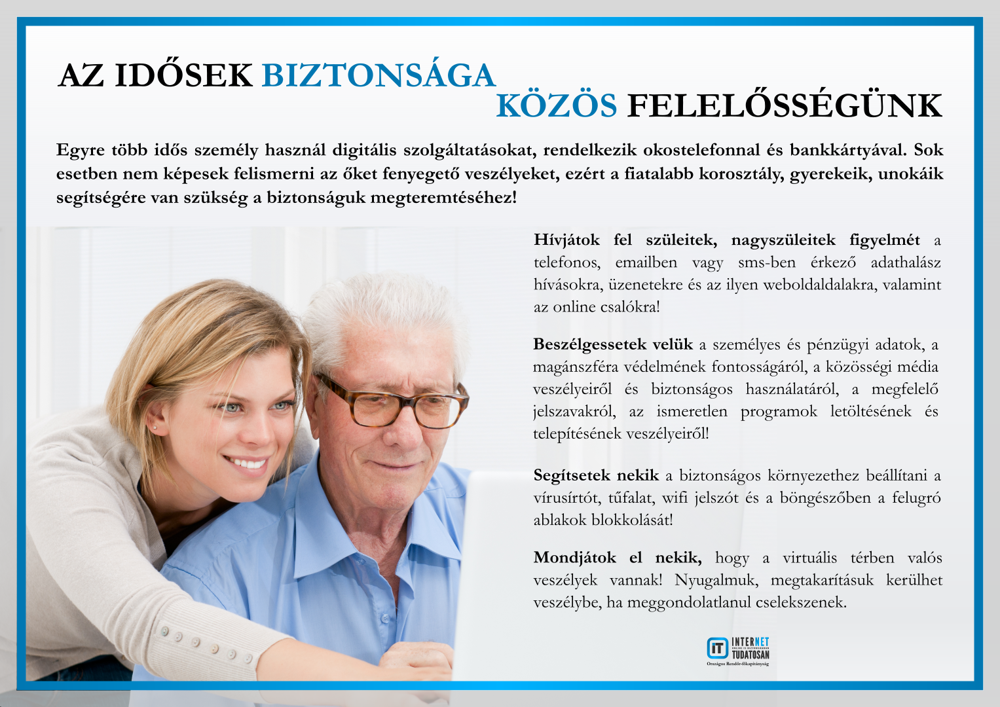 AZ IDŐSEK BIZTONSÁGA
KÖZÖS FELELŐSSÉGÜNK
Egyre több idős személy használ digitális szolgáltatásokat, rendelkezik okostelefonnal és bankkártyával. Sok
esetben nem képesek felismerni az őket fenyegető veszélyeket, ezért a fiatalabb korosztály, gyerekeik, unokáik
segítségére van szükség a biztonságuk megteremtéséhez!
Hívjátok fel szüleitek, nagyszüleitek figyelmét a
telefonos, emailben vagy sms-ben érkező adathalász
hívásokra, üzenetekre és az ilyen weboldaldalakra, valamint
az online csalókra!
Beszélgessetek velük a személyes és pénzügyi adatok, a
magánszféra védelmének fontosságáról, a közösségi média
veszélyeiről és biztonságos használatáról, a megfelelő
jelszavakról, az ismeretlen programok letöltésének és
telepítésének veszélyeiről!
Segítsetek nekik a biztonságos környezethez beállítani a
vírusírtót, tűfalat, wifi jelszót és a böngészőben a felugró
ablakok blokkolását!
Mondjátok el nekik, hogy a virtuális térben valós
veszélyek vannak! Nyugalmuk, megtakarításuk kerülhet
veszélybe, ha meggondolatlanul cselekszenek.
iT INTERNET
ONLINE IS BIZTONSÁGBAN
TUDATOSAN
Országos Rendőr-főkapitányság